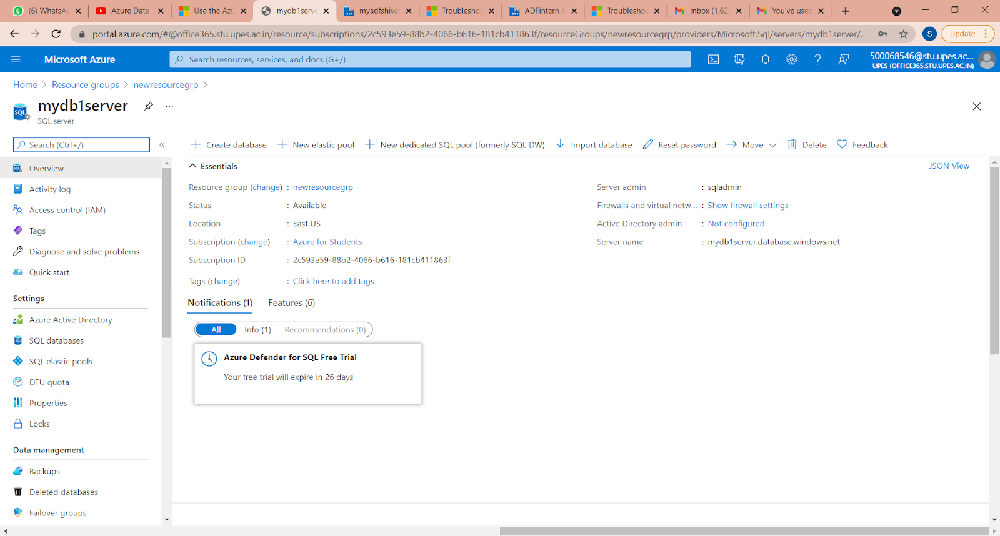 (6) WhatsA
Azure Data
Use the Azu
mydb1serve
myadfshivar
Troubleshoo
ADFintern-t
Troubleshoo
Inbox (1,62
You've used
portal.azure.com/#@office365.stu.upes.ac.in/resource/subscriptions/2c593e59-88b2-4066-b616-181cb411863f/resourceGroups/newresourcegrp/providers/Microsoft.Sql/servers/mydb1server/...
S
Update
Microsoft Azure
Search resources, services, and docs (G+/)
500068546@stu.upes.ac...
UPES (OFFICE365.STU.UPES.AC.IN)
Home > Resource groups > newresourcegrp >
mydb1server
SQL server
Search (Ctrl+/)
Create database
New elastic pool
New dedicated SQL pool (formerly SQL DW)
Import database
Reset password
Move
Delete
Feedback
Overview
Activity log
Access control (IAM)
Tags
Diagnose and solve problems
Quick start
Settings
Azure Active Directory
SQL databases
SQL elastic pools
DTU quota
Properties
Locks
Data management
Backups
Deleted databases
Failover groups
Essentials
JSON View
Resource group (change) : newresourcegrp
Status : Available
Location : East US
Subscription (change) : Azure for Students
Subscription ID : 2c593e59-88b2-4066-b616-181cb411863f
Tags (change) : Click here to add tags
Server admin : sqladmin
Firewalls and virtual netw... : Show firewall settings
Active Directory admin : Not configured
Server name : mydb1server.database.windows.net
Notifications (1)
Features (6)
All
Info (1)
Recommendations (0)
Azure Defender for SQL Free Trial
Your free trial will expire in 26 days